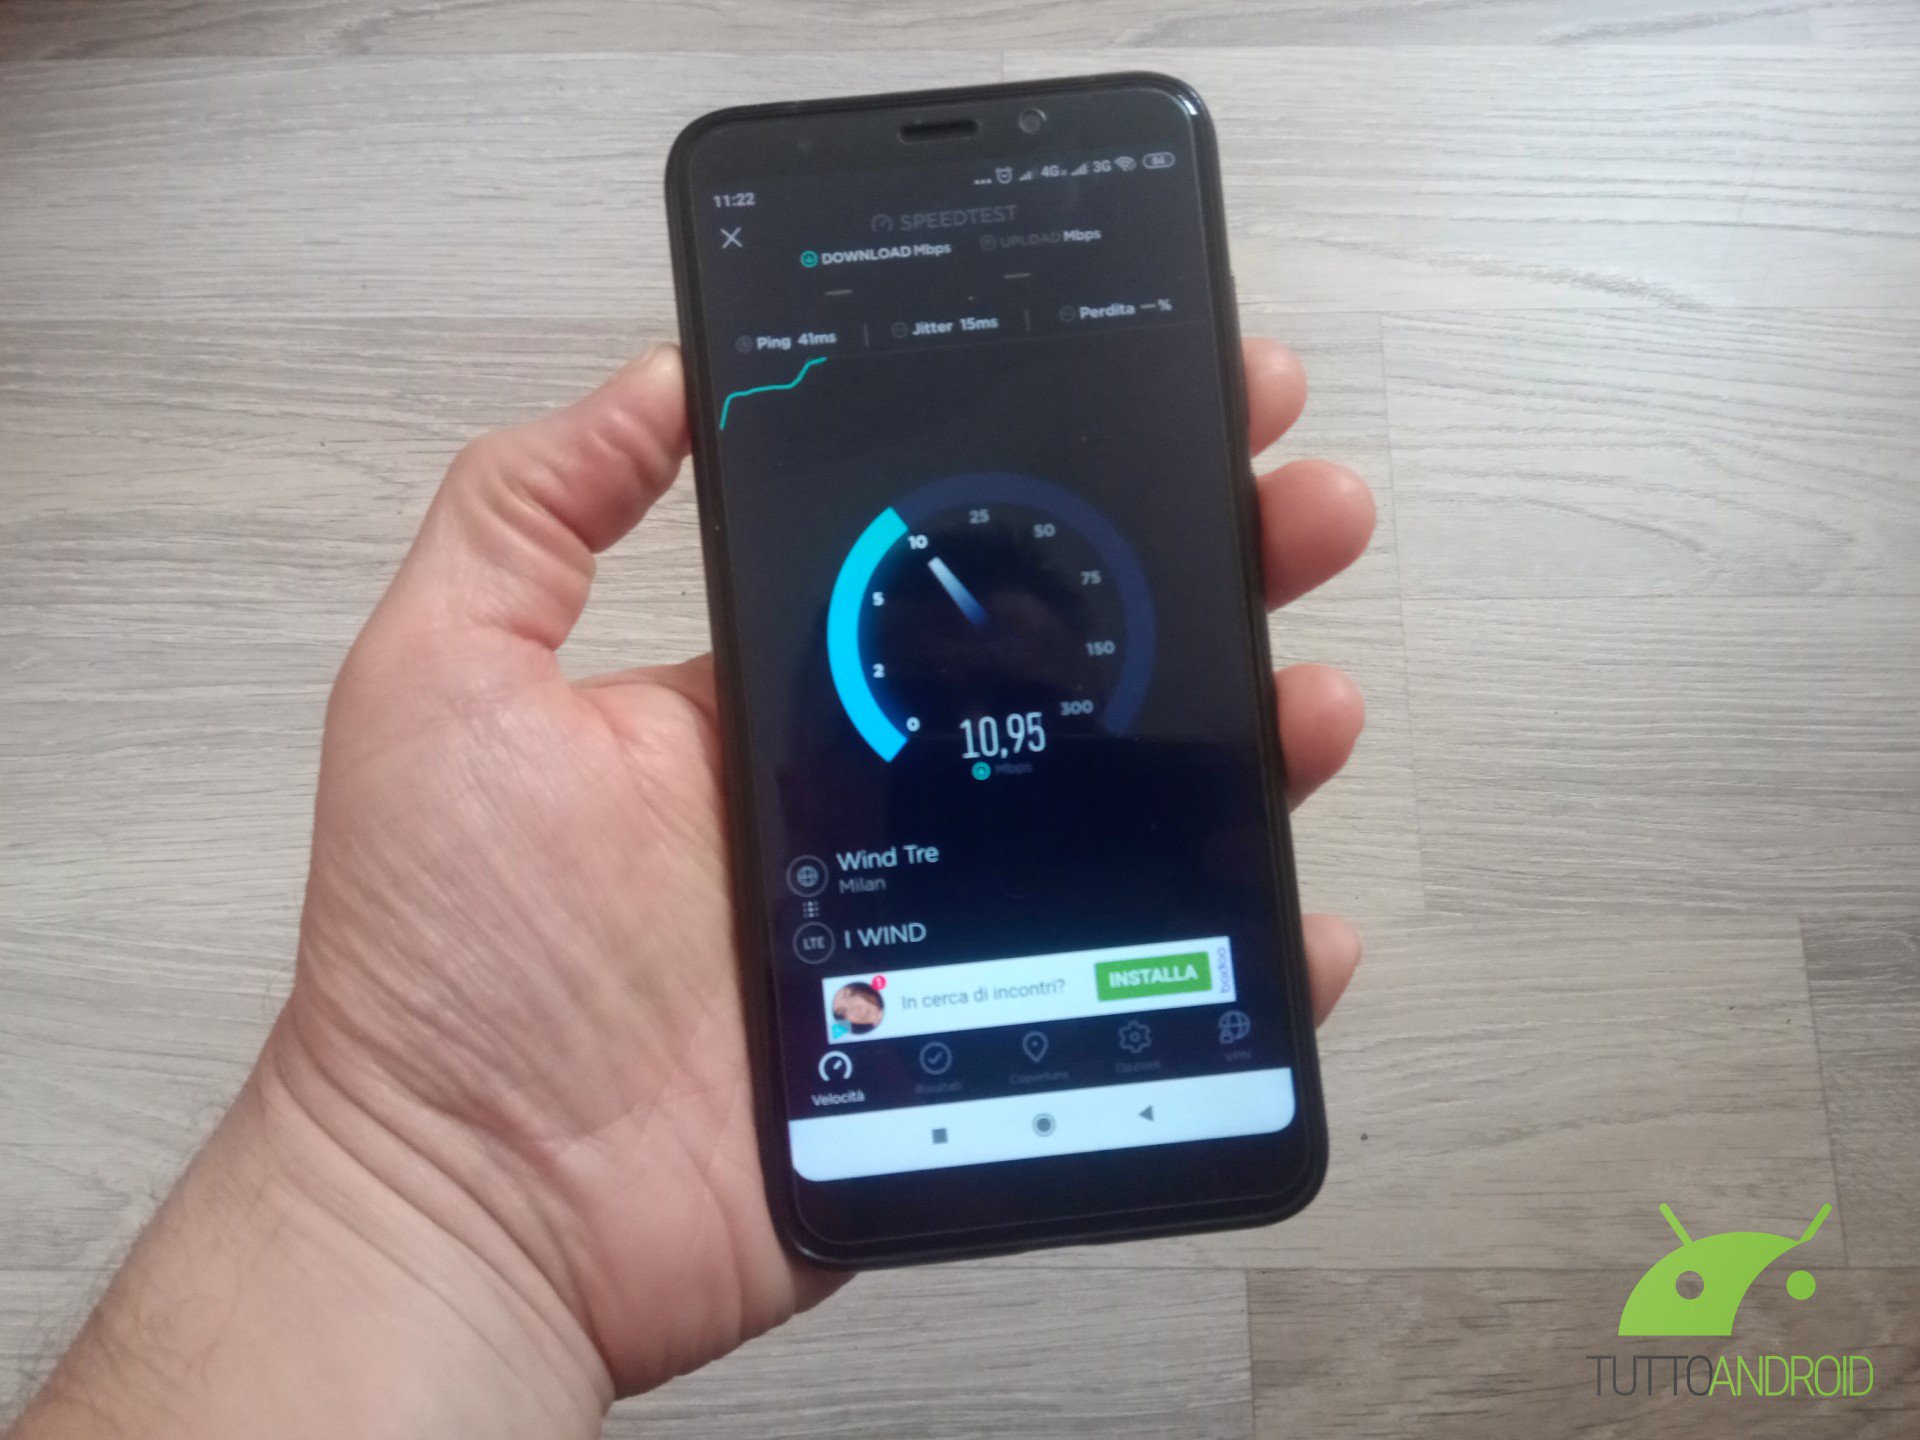 11:22
4G 3G 84
SPEEDTEST
DOWNLOAD Mbps UPLOAD Mbps
Ping 41ms Jitter 15ms Perdita — %
0 2 5 10 25 50 75 150 300
10,95
Mbps
Wind Tre
Milan
LTE I WIND
1
In cerca di incontri? INSTALLA badoo
Velocità Risultati Copertura Opzioni VPN
TUTTOANDROID